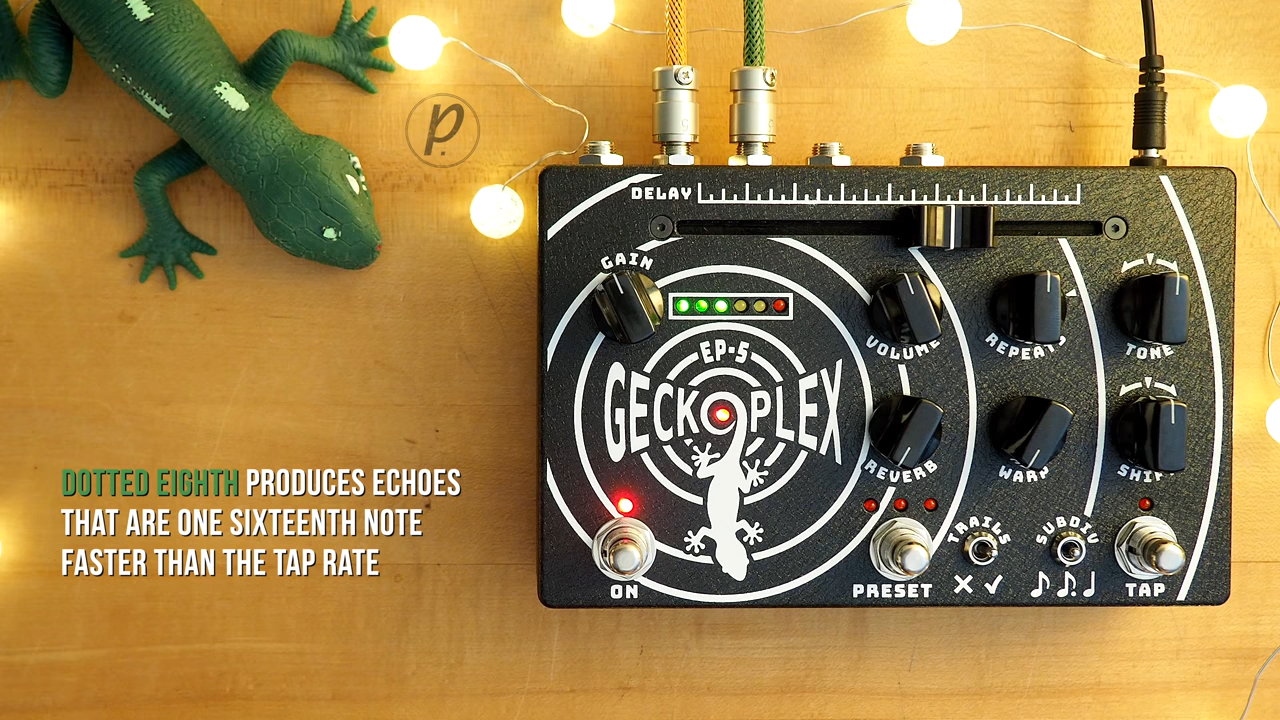 p.
DELAY
GAIN
EP-5
GECKOPLEX
VOLUME
REPEATS
TONE
REVERB
WARP
SHIFT
DOTTED EIGHTH PRODUCES ECHOES
THAT ARE ONE SIXTEENTH NOTE
FASTER THAN THE TAP RATE
TRAILS
SUBDIV
ON
PRESET
TAP